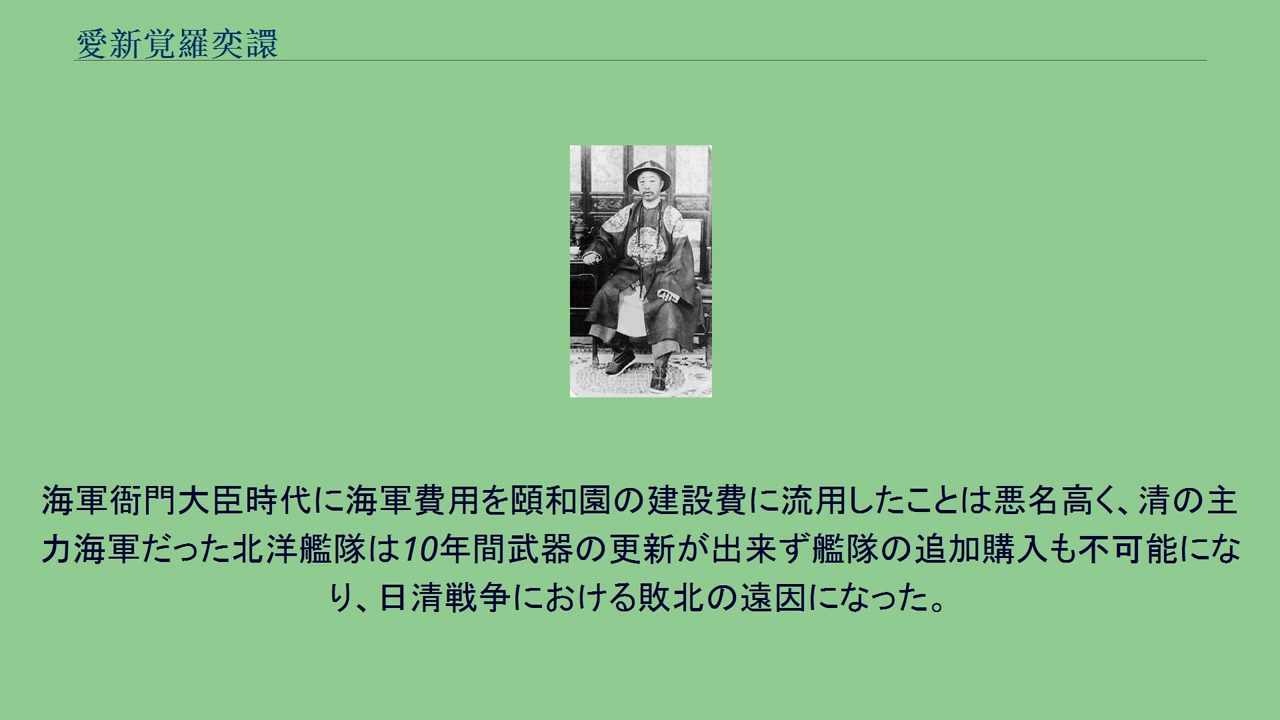 愛新覚羅奕譞
海軍衙門大臣時代に海軍費用を頤和園の建設費に流用したことは悪名高く、清の主
力海軍だった北洋艦隊は10年間武器の更新が出来ず艦隊の追加購入も不可能にな
り、日清戦争における敗北の遠因になった。